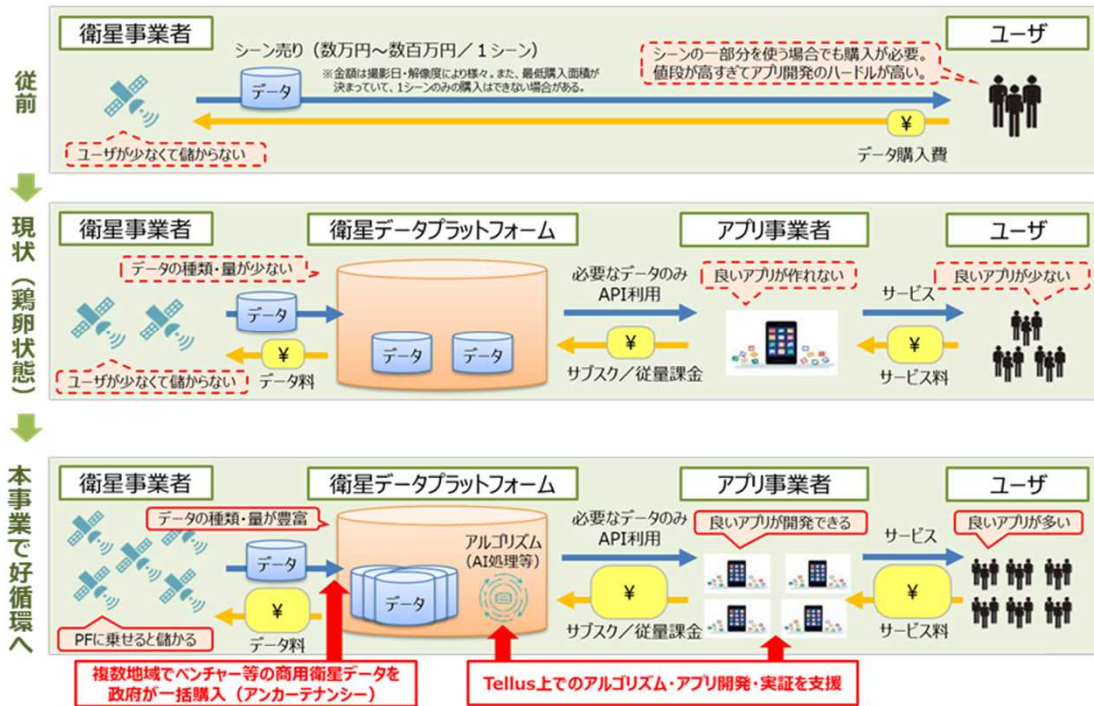 従前
衛星事業者
ユーザ
シーン売り（数万円～数百万円／１シーン）
※金額は撮影日・解像度により様々。また、最低購入面積が
決まっていて、1シーンのみの購入はできない場合がある。
シーンの一部分を使う場合でも購入が必要。
値段が高すぎてアプリ開発のハードルが高い。
データ
¥
ユーザが少なくて儲からない
データ購入費
現状（鶏卵状態）
衛星事業者
衛星データプラットフォーム
アプリ事業者
ユーザ
データの種類・量が少ない
必要なデータのみ
API利用
良いアプリが作れない
サービス
良いアプリが少ない
データ
¥
データ料
データ
データ
¥
サブスク／従量課金
¥
サービス料
ユーザが少なくて儲からない
本事業で好循環へ
衛星事業者
衛星データプラットフォーム
アプリ事業者
ユーザ
データの種類・量が豊富
アルゴリズム
（AI処理等）
必要なデータのみ
API利用
良いアプリが開発できる
サービス
良いアプリが多い
データ
¥
データ料
データ
¥
サブスク／従量課金
¥
サービス料
PFに乗せると儲かる
複数地域でベンチャー等の商用衛星データを
政府が一括購入（アンカーテナンシー）
Tellus上でのアルゴリズム・アプリ開発・実証を支援